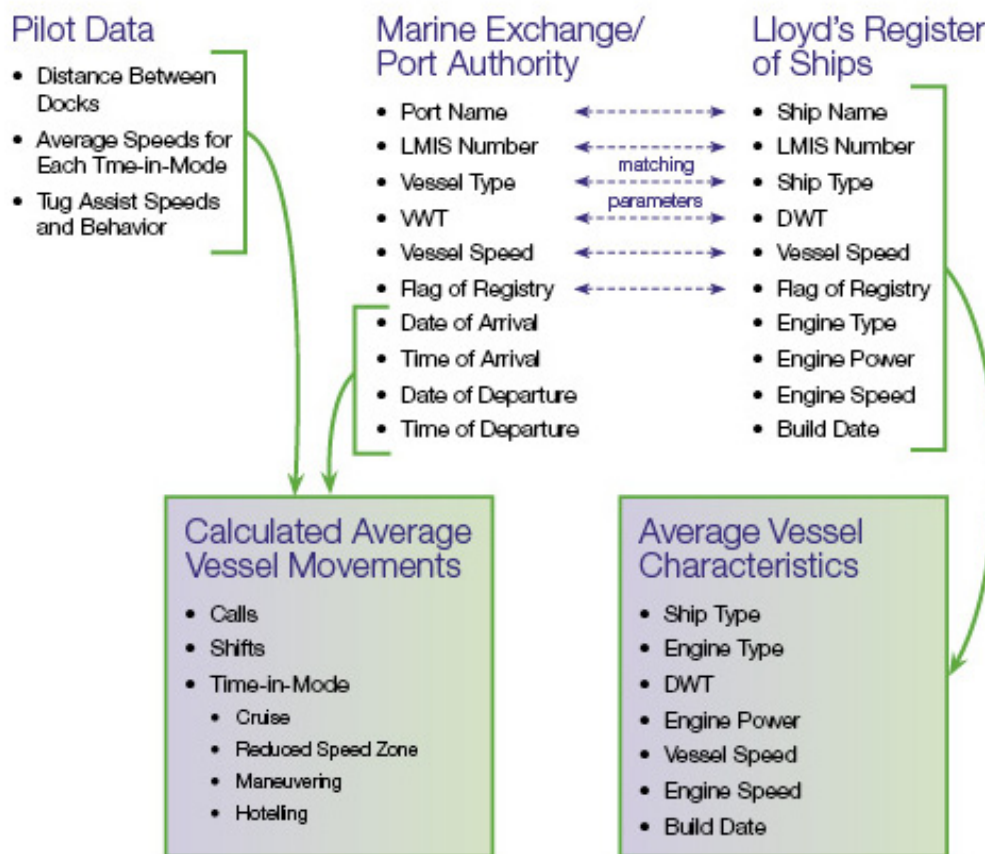 Pilot Data
• Distance Between
Docks
• Average Speeds for
Each Tme-in-Mode
• Tug Assist Speeds
and Behavior
Marine Exchange/
Port Authority
• Port Name
• LMIS Number
• Vessel Type
• VWT
• Vessel Speed
• Flag of Registry
• Date of Arrival
• Time of Arrival
• Date of Departure
• Time of Departure
matching
parameters
Lloyd's Register
of Ships
• Ship Name
• LMIS Number
• Ship Type
• DWT
• Vessel Speed
• Flag of Registry
• Engine Type
• Engine Power
• Engine Speed
• Build Date
Calculated Average
Vessel Movements
• Calls
• Shifts
• Time-in-Mode
• Cruise
• Reduced Speed Zone
• Maneuvering
• Hotelling
Average Vessel
Characteristics
• Ship Type
• Engine Type
• DWT
• Engine Power
• Vessel Speed
• Engine Speed
• Build Date